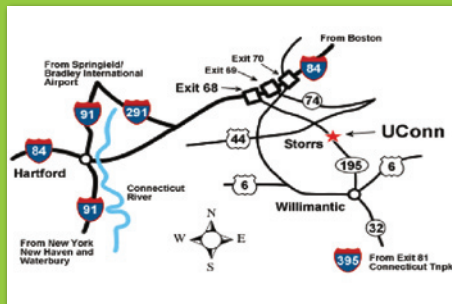 From Boston
Exit 70
Exit 69
84
From Springfield/
Bradley International
Airport
Exit 68
91
291
74
UConn
44
Storrs
84
195
Hartford
6
6
Connecticut
River
Willimantic
91
N
W E
S
32
From New York
New Haven and
Waterbury
395
From Exit 81
Connecticut Tnpk